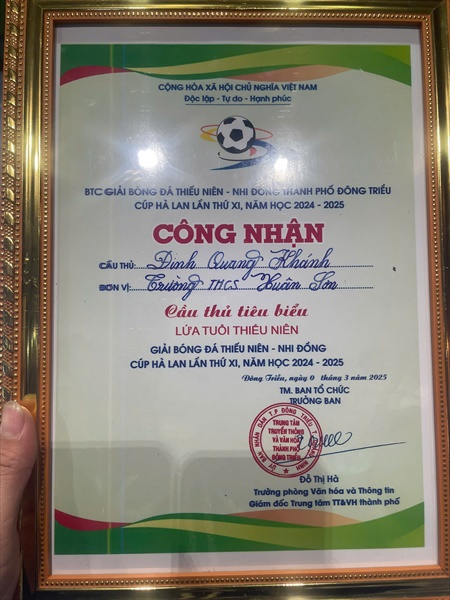 CỘNG HÒA XÃ HỘI CHỦ NGHĨA VIỆT NAM
Độc lập - Tự do - Hạnh phúc
BTC GIẢI BÓNG ĐÁ THIẾU NIÊN - NHI ĐỒNG THÀNH PHỐ ĐÔNG TRIỀU
CÚP HÀ LAN LẦN THỨ XI, NĂM HỌC 2024 - 2025
CÔNG NHẬN
CẦU THỦ: Đinh Quang Khánh
ĐƠN VỊ: Trường THCS Xuân Sơn
Cầu thủ tiêu biểu
LỨA TUỔI THIẾU NIÊN
GIẢI BÓNG ĐÁ THIẾU NIÊN - NHI ĐỒNG
CÚP HÀ LAN LẦN THỨ XI, NĂM HỌC 2024 - 2025
Đông Triều, ngày 0 tháng 3 năm 2025
TM. BAN TỔ CHỨC
TRƯỞNG BAN
ỦY BAN NHÂN DÂN T.P ĐÔNG TRIỀU
TRUNG TÂM
TRUYỀN THÔNG
VÀ VĂN HÓA
THÀNH PHỐ
ĐÔNG TRIỀU
Đỗ Thị Hà
Trưởng phòng Văn hóa và Thông tin
Giám đốc Trung tâm TT&VH thành phố